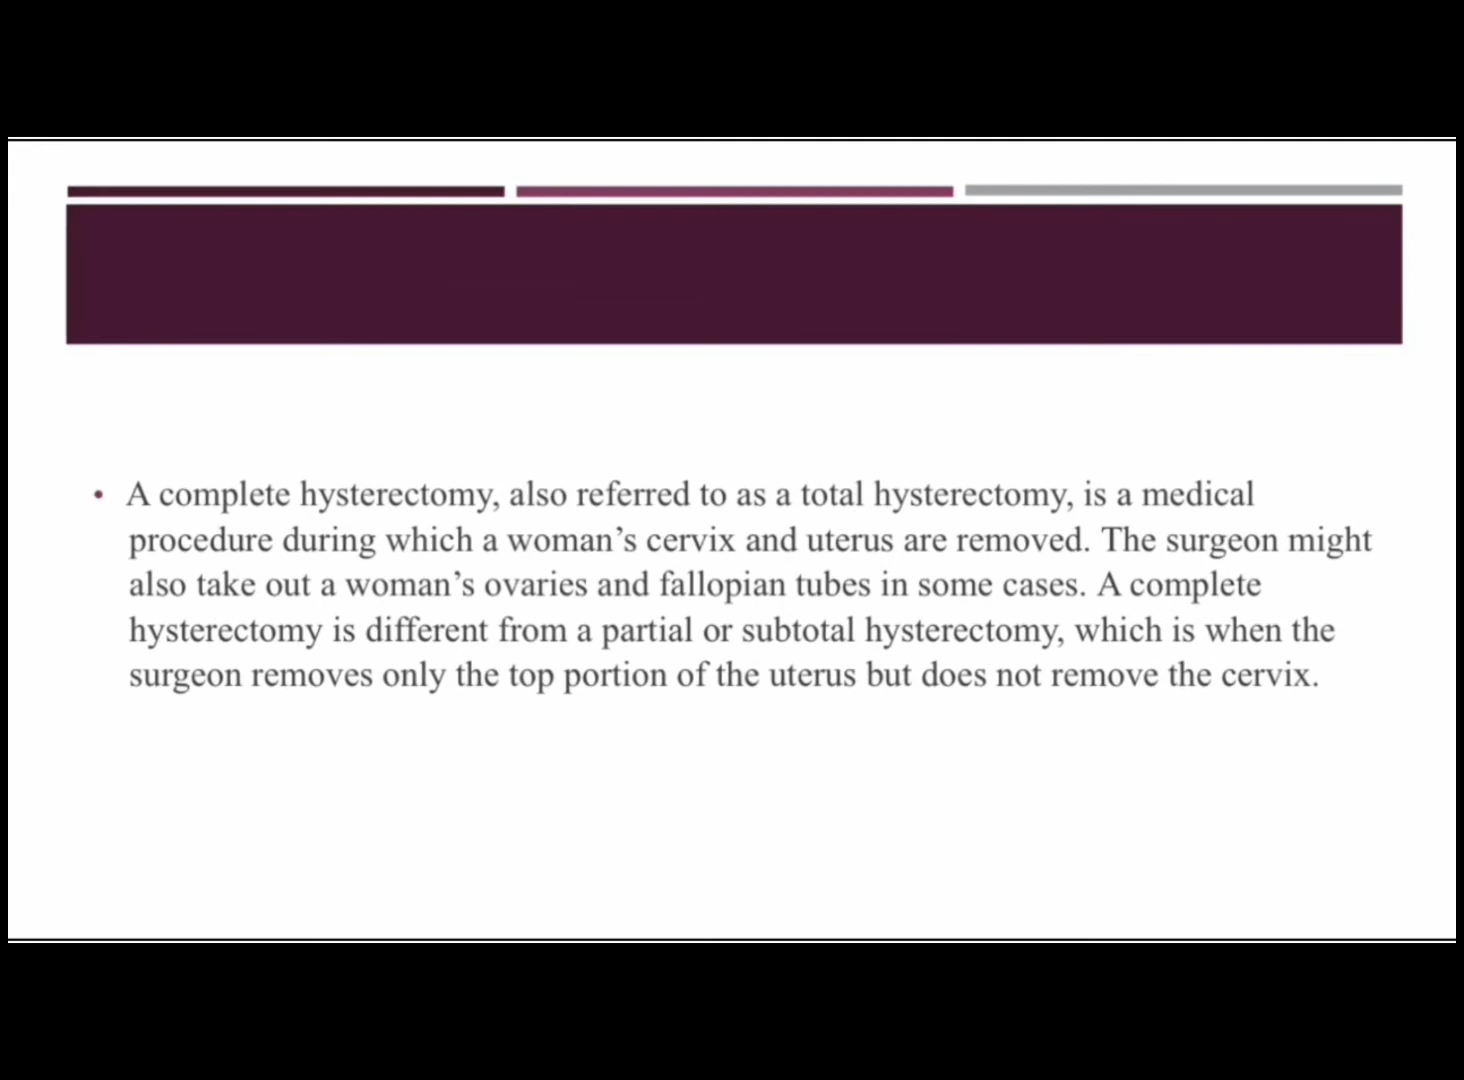 • A complete hysterectomy, also referred to as a total hysterectomy, is a medical
procedure during which a woman’s cervix and uterus are removed. The surgeon might
also take out a woman’s ovaries and fallopian tubes in some cases. A complete
hysterectomy is different from a partial or subtotal hysterectomy, which is when the
surgeon removes only the top portion of the uterus but does not remove the cervix.